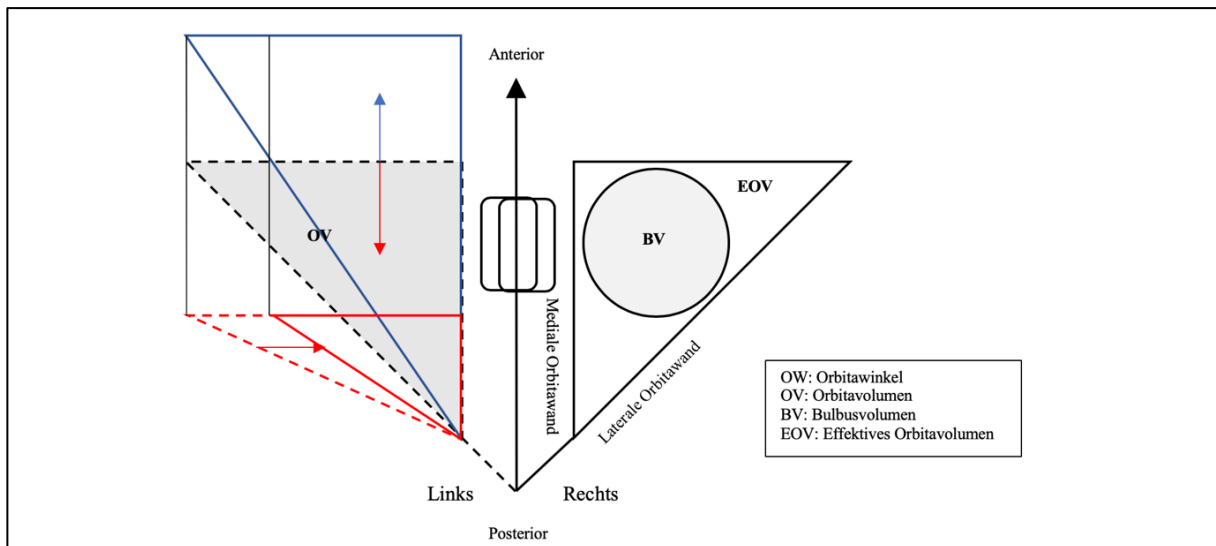 Anterior
EOV
OV
BV
Mediale Orbitawand
Laterale Orbitawand
OW: Orbitawinkel
OV: Orbitavolumen
BV: Bulbusvolumen
EOV: Effektives Orbitavolumen
Links
Rechts
Posterior